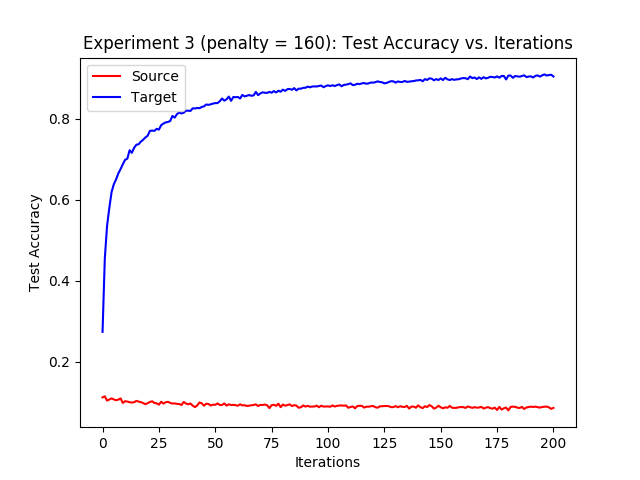 Experiment 3 (penalty = 160): Test Accuracy vs. Iterations
Source
Target
Test Accuracy
0.8
0.6
0.4
0.2
0 25 50 75 100 125 150 175 200
Iterations